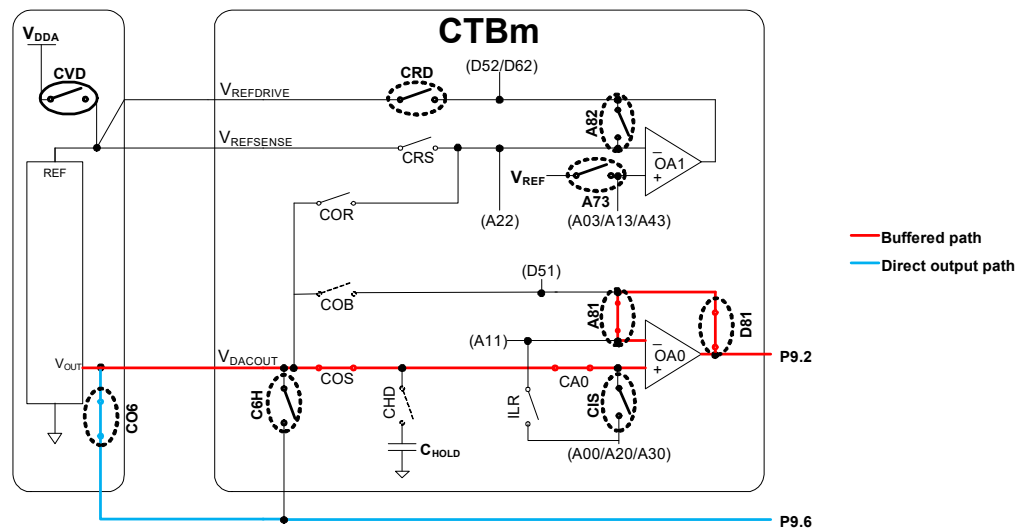 CTBm
VDDA
CVD
CRD
(D52/D62)
VREFDRIVE
A82
VREFSENSE
CRS
OA1
REF
VREF
A73
COR
(A22)
(A03/A13/A43)
Buffered path
Direct output path
(D51)
COB
A81
D81
(A11)
OA0
P9.2
VOUT
VDACOUT
COS
CA0
CO6
C6H
CHD
ILR
CIS
CHOLD
(A00/A20/A30)
P9.6